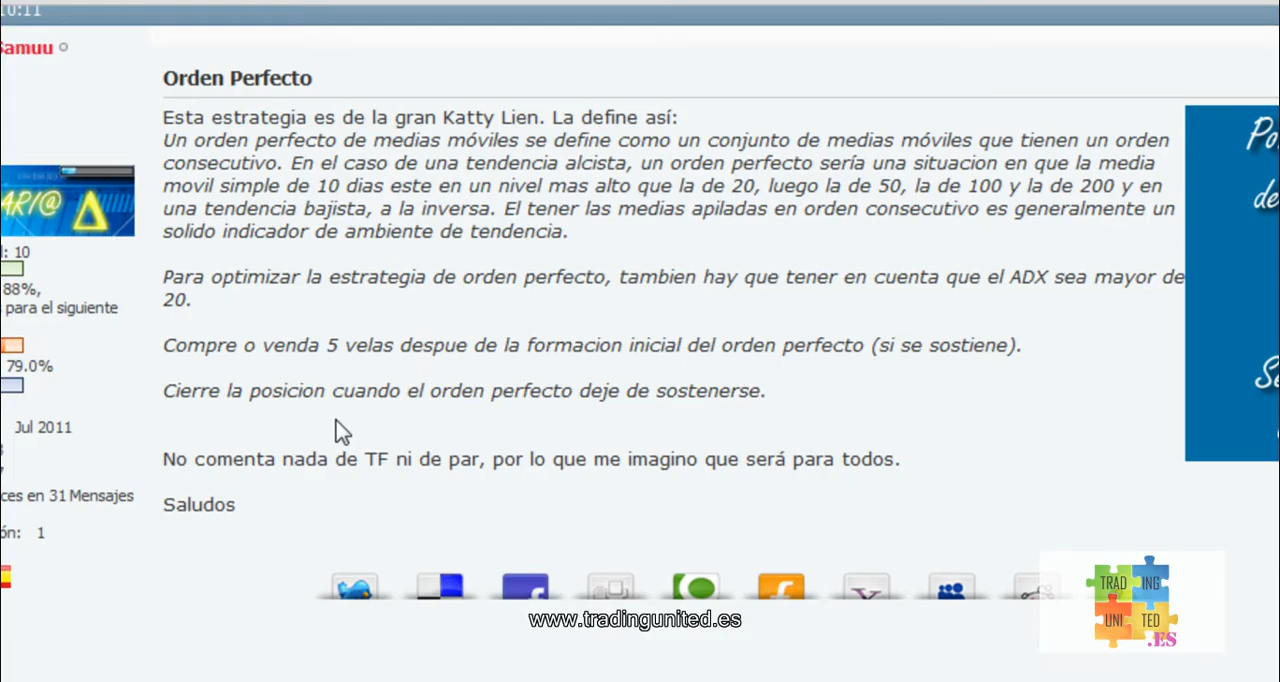 10:11
Samuu
Orden Perfecto
Esta estrategia es de la gran Katty Lien. La define así:
Un orden perfecto de medias móviles se define como un conjunto de medias móviles que tienen un orden
consecutivo. En el caso de una tendencia alcista, un orden perfecto sería una situacion en que la media
movil simple de 10 dias este en un nivel mas alto que la de 20, luego la de 50, la de 100 y la de 200 y en
una tendencia bajista, a la inversa. El tener las medias apiladas en orden consecutivo es generalmente un
solido indicador de ambiente de tendencia.
Para optimizar la estrategia de orden perfecto, tambien hay que tener en cuenta que el ADX sea mayor de
20.
Compre o venda 5 velas despue de la formacion inicial del orden perfecto (si se sostiene).
Cierre la posicion cuando el orden perfecto deje de sostenerse.
No comenta nada de TF ni de par, por lo que me imagino que será para todos.
Saludos
ARI@
: 10
88%,
para el siguiente
79.0%
Jul 2011
ces en 31 Mensajes
ón: 1
Po
de
Se
www.tradingunited.es
TRAD
ING
UNI
TED
.ES